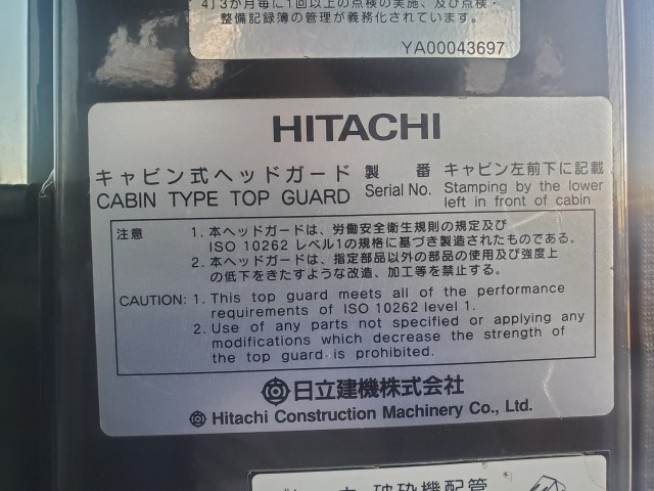 4) 3か月毎に1回以上の点検の実施、及び点検・
整備記録簿の管理が義務化されています。
YA00043697
HITACHI
キャビン式ヘッドガード 製 番 キャビン左前下に記載
CABIN TYPE TOP GUARD Serial No. Stamping by the lower
left in front of cabin
注意 1. 本ヘッドガードは、労働安全衛生規則の規定及び
ISO 10262 レベル1の規格に基づき製造されたものである。
2. 本ヘッドガードは、指定部品以外の部品の使用及び強度上
の低下をきたすような改造、加工等を禁止する。
CAUTION: 1. This top guard meets all of the performance
requirements of ISO 10262 level 1.
2. Use of any parts not specified or applying any
modifications which decrease the strength of
the top guard is prohibited.
日立建機株式会社
Hitachi Construction Machinery Co., Ltd.
破砕機配管